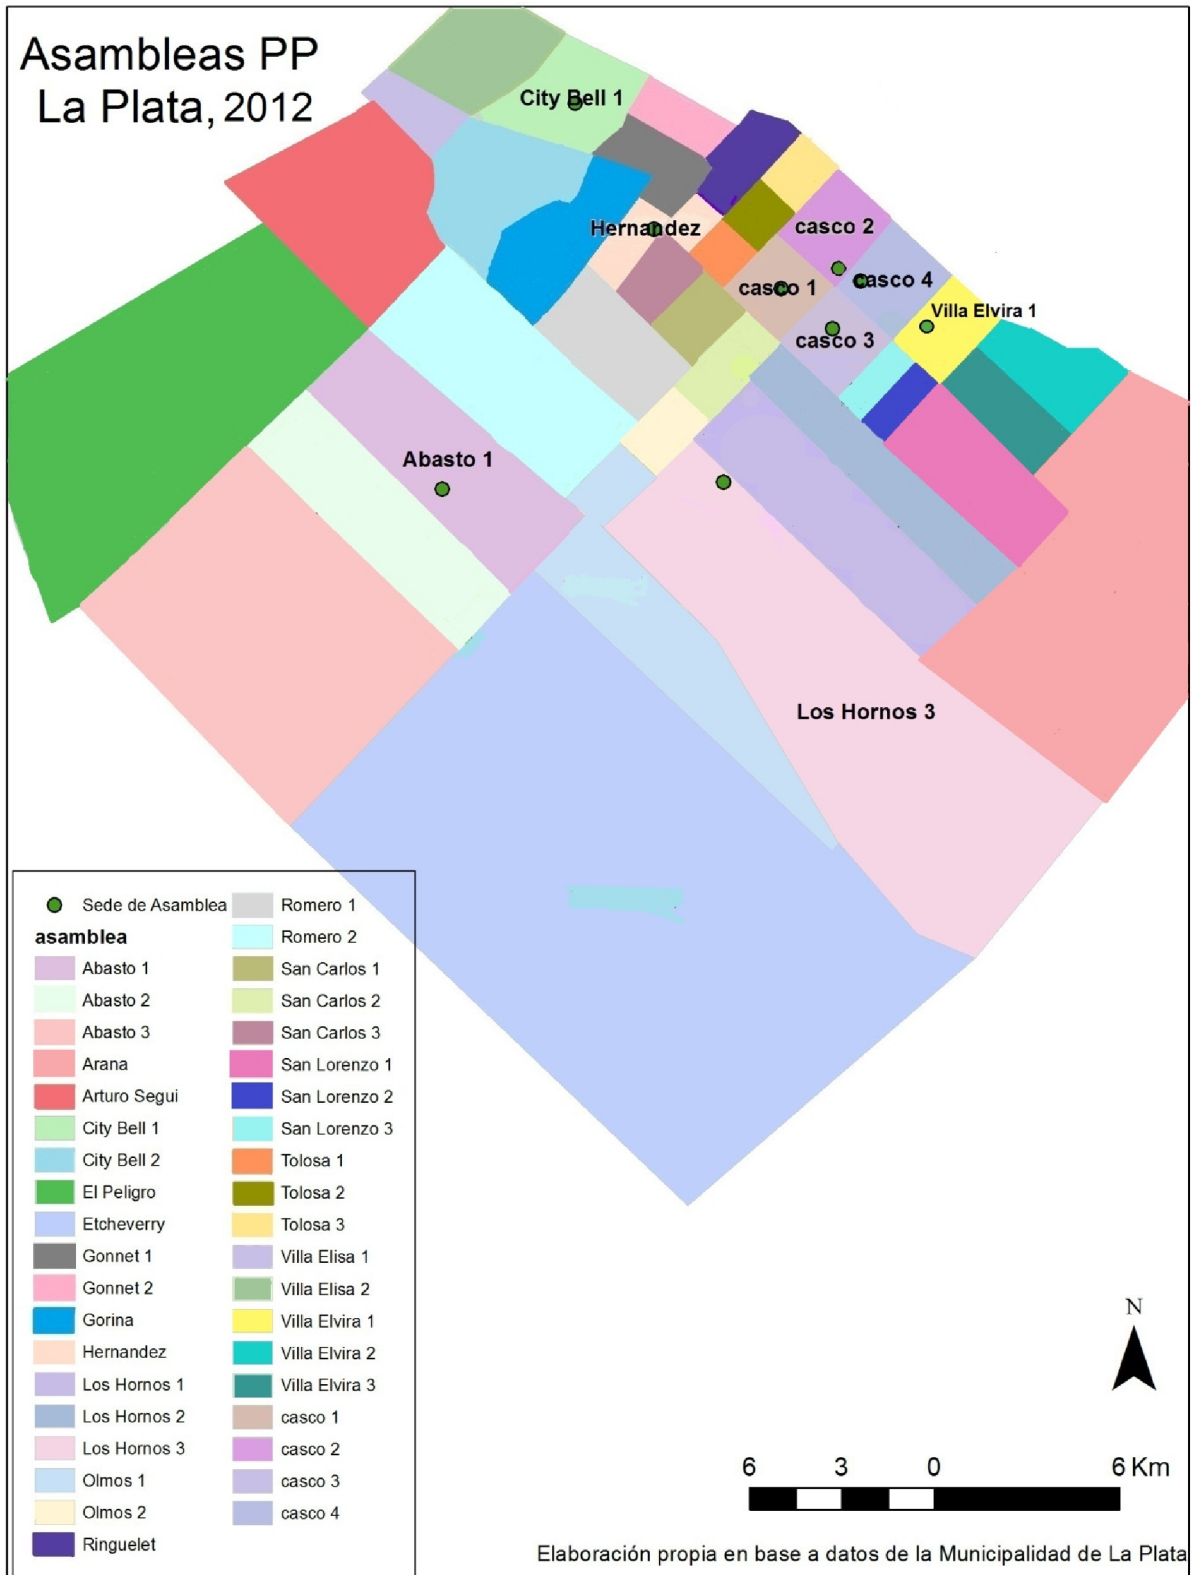 Asambleas PP
La Plata, 2012
City Bell 1
Hernandez
casco 2
casco 4
casco 1
Villa Elvira 1
casco 3
Abasto 1
Los Hornos 3
Sede de Asamblea
asamblea
Abasto 1
Abasto 2
Abasto 3
Arana
Arturo Segui
City Bell 1
City Bell 2
El Peligro
Etcheverry
Gonnet 1
Gonnet 2
Gorina
Hernandez
Los Hornos 1
Los Hornos 2
Los Hornos 3
Olmos 1
Olmos 2
Ringuelet
Romero 1
Romero 2
San Carlos 1
San Carlos 2
San Carlos 3
San Lorenzo 1
San Lorenzo 2
San Lorenzo 3
Tolosa 1
Tolosa 2
Tolosa 3
Villa Elisa 1
Villa Elisa 2
Villa Elvira 1
Villa Elvira 2
Villa Elvira 3
casco 1
casco 2
casco 3
casco 4
N
6 3 0 6 Km
Elaboración propia en base a datos de la Municipalidad de La Plata